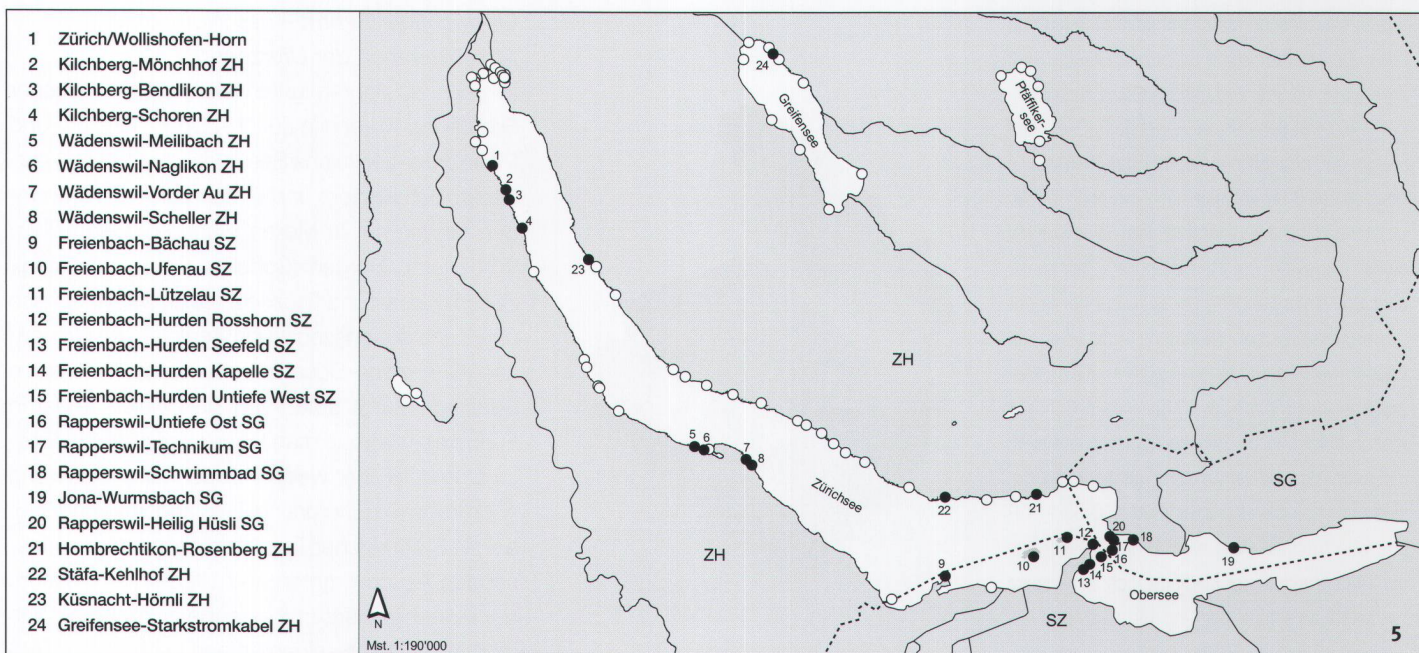 1 Zürich/Wollishofen-Horn
2 Kilchberg-Mönchhof ZH
3 Kilchberg-Bendlikon ZH
4 Kilchberg-Schoren ZH
5 Wädenswil-Meilibach ZH
6 Wädenswil-Naglikon ZH
7 Wädenswil-Vorder Au ZH
8 Wädenswil-Scheller ZH
9 Freienbach-Bächau SZ
10 Freienbach-Ufenau SZ
11 Freienbach-Lützelau SZ
12 Freienbach-Hurden Rosshorn SZ
13 Freienbach-Hurden Seefeld SZ
14 Freienbach-Hurden Kapelle SZ
15 Freienbach-Hurden Untiefe West SZ
16 Rapperswil-Untiefe Ost SG
17 Rapperswil-Technikum SG
18 Rapperswil-Schwimmbad SG
19 Jona-Wurmsbach SG
20 Rapperswil-Heilig Hüsli SG
21 Hombrechtikon-Rosenberg ZH
22 Stäfa-Kehlhof ZH
23 Küsnacht-Hörnli ZH
24 Greifensee-Starkstromkabel ZH
24
Greifensee
Pfäffiker-
see
1
2
3
4
23
ZH
5
6
7
8
Zürichsee
22
21
SG
20
12
11
17
18
16
19
10
15
14
13
9
Obersee
ZH
SZ
N
Mst. 1:190'000
5